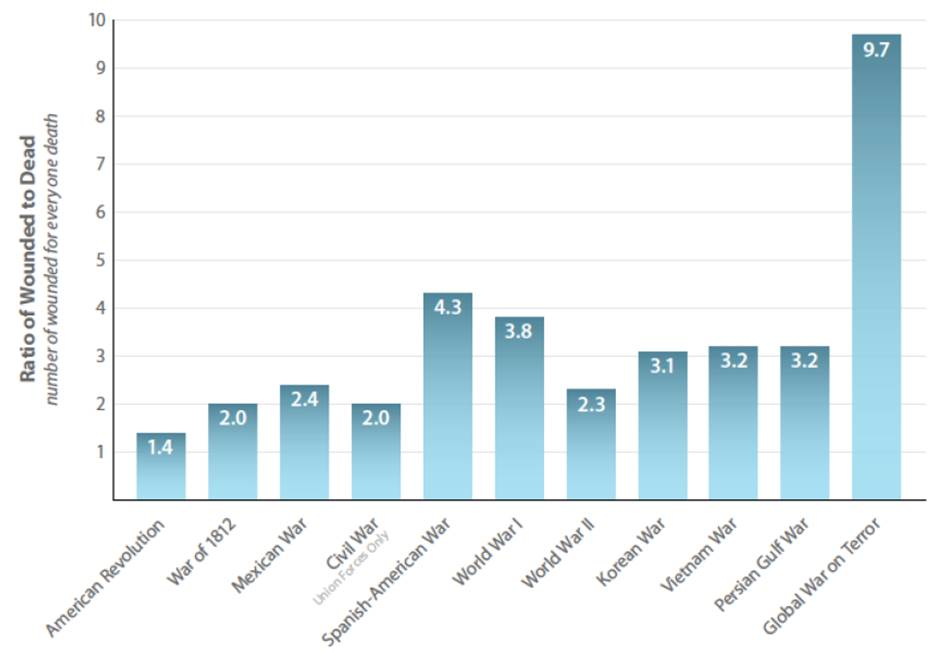 Ratio of Wounded to Dead
number of wounded for every one death
10
9
8
7
6
5
4
3
2
1
1.4
2.0
2.4
2.0
4.3
3.8
2.3
3.1
3.2
3.2
9.7
American Revolution
War of 1812
Mexican War
Civil War
Union Forces Only
Spanish-American War
World War I
World War II
Korean War
Vietnam War
Persian Gulf War
Global War on Terror